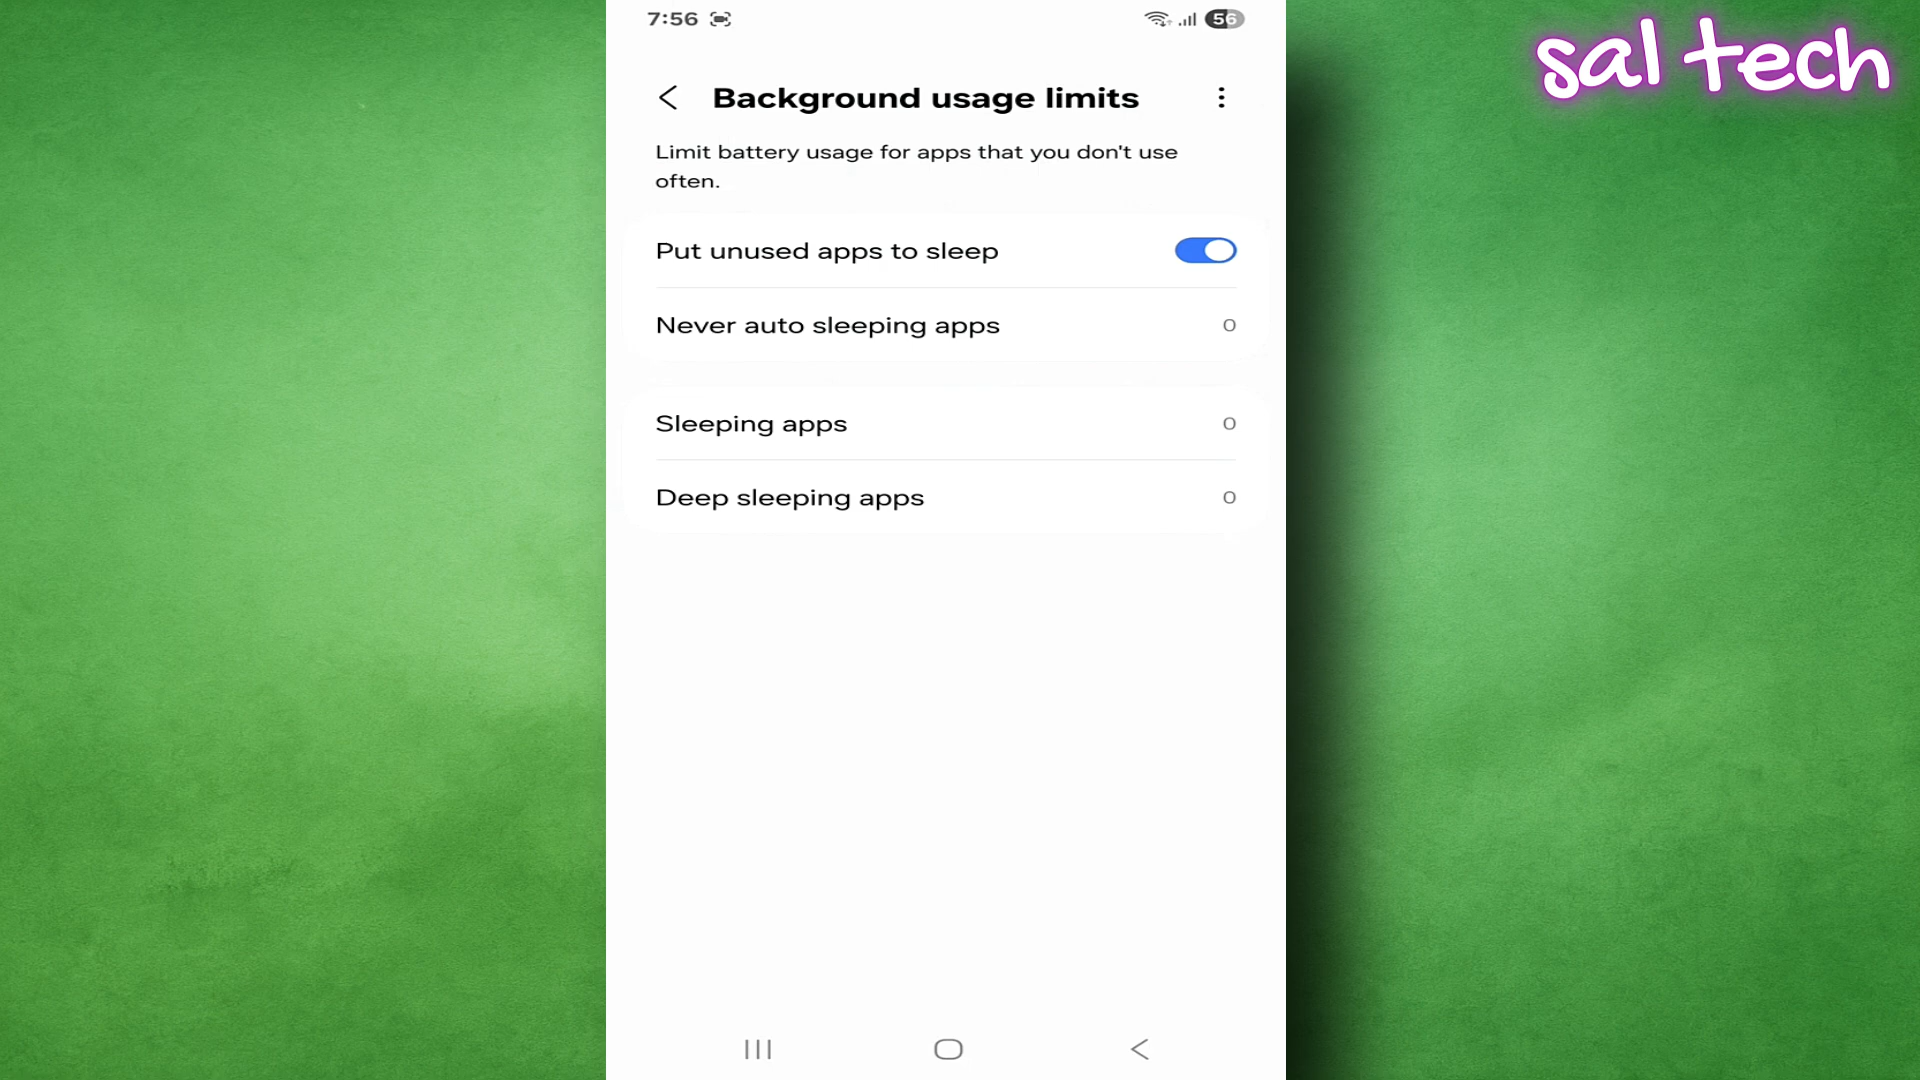 7:56
56
sal tech
Background usage limits
Limit battery usage for apps that you don't use
often.
Put unused apps to sleep
Never auto sleeping apps 0
Sleeping apps 0
Deep sleeping apps 0